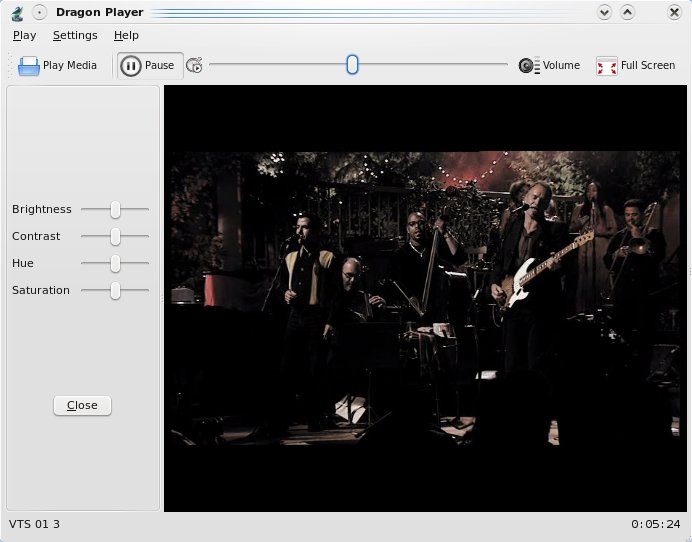 Dragon Player
Play Settings Help
Play Media Pause Volume Full Screen
Brightness
Contrast
Hue
Saturation
Close
VTS 01 3 0:05:24